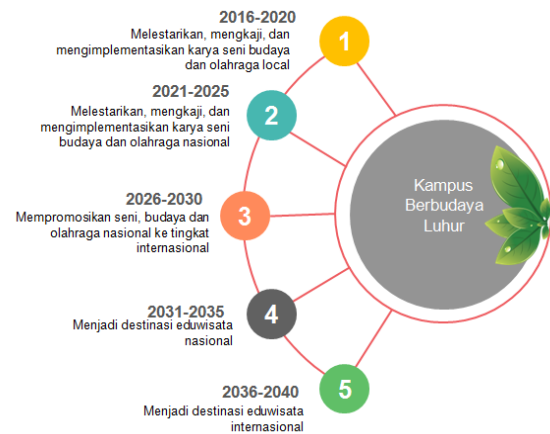 2016-2020
Melestarikan, mengkaji, dan
mengimplementasikan karya seni budaya
dan olahraga local
1
2021-2025
Melestarikan, mengkaji, dan
mengimplementasikan karya seni
budaya dan olahraga nasional
2
2026-2030
Mempromosikan seni, budaya dan
olahraga nasional ke tingkat
internasional
3
2031-2035
Menjadi destinasi eduwisata
nasional
4
2036-2040
Menjadi destinasi eduwisata
internasional
5
Kampus
Berbudaya
Luhur